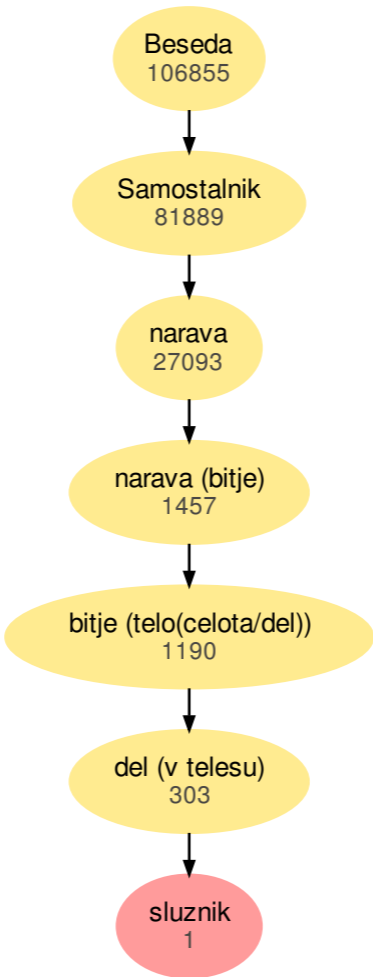 Beseda
106855
Samostalnik
81889
narava
27093
narava (bitje)
1457
bitje (telo(celota/del))
1190
del (v telesu)
303
sluznik
1